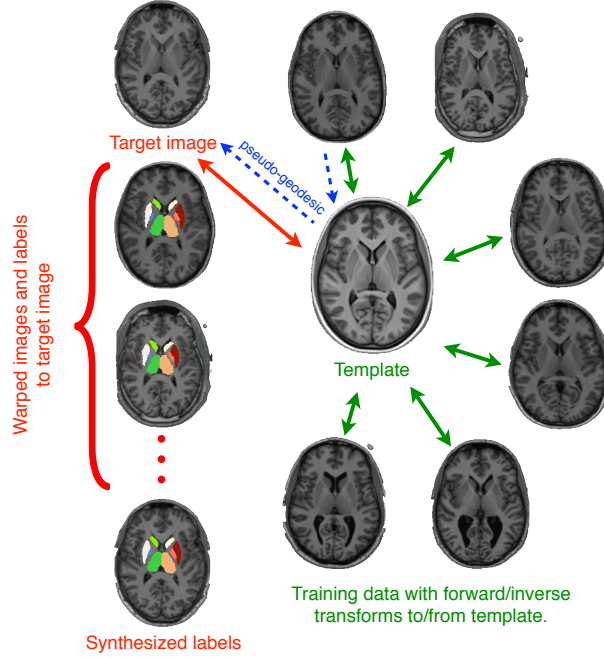 Target image
pseudo-geodesic
Warped images and labels
to target image
Template
Training data with forward/inverse
transforms to/from template.
Synthesized labels